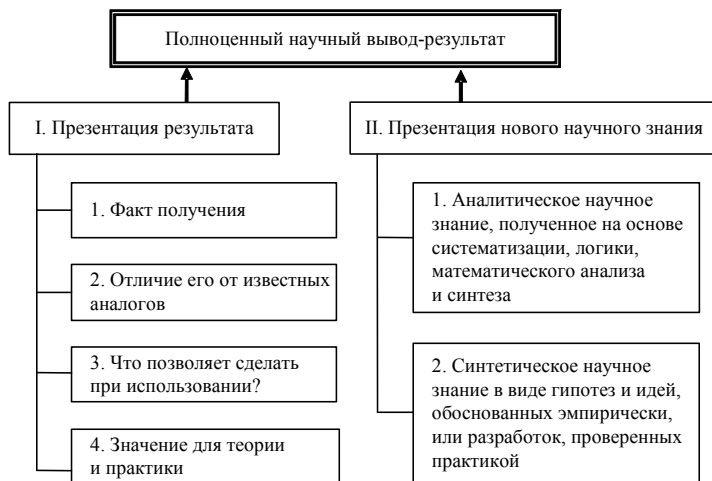 Полноценный научный вывод-результат
I. Презентация результата
1. Факт получения
2. Отличие его от известных
аналогов
3. Что позволяет сделать
при использовании?
4. Значение для теории
и практики
II. Презентация нового научного знания
1. Аналитическое научное
знание, полученное на основе
систематизации, логики,
математического анализа
и синтеза
2. Синтетическое научное
знание в виде гипотез и идей,
обоснованных эмпирически,
или разработок, проверенных
практикой